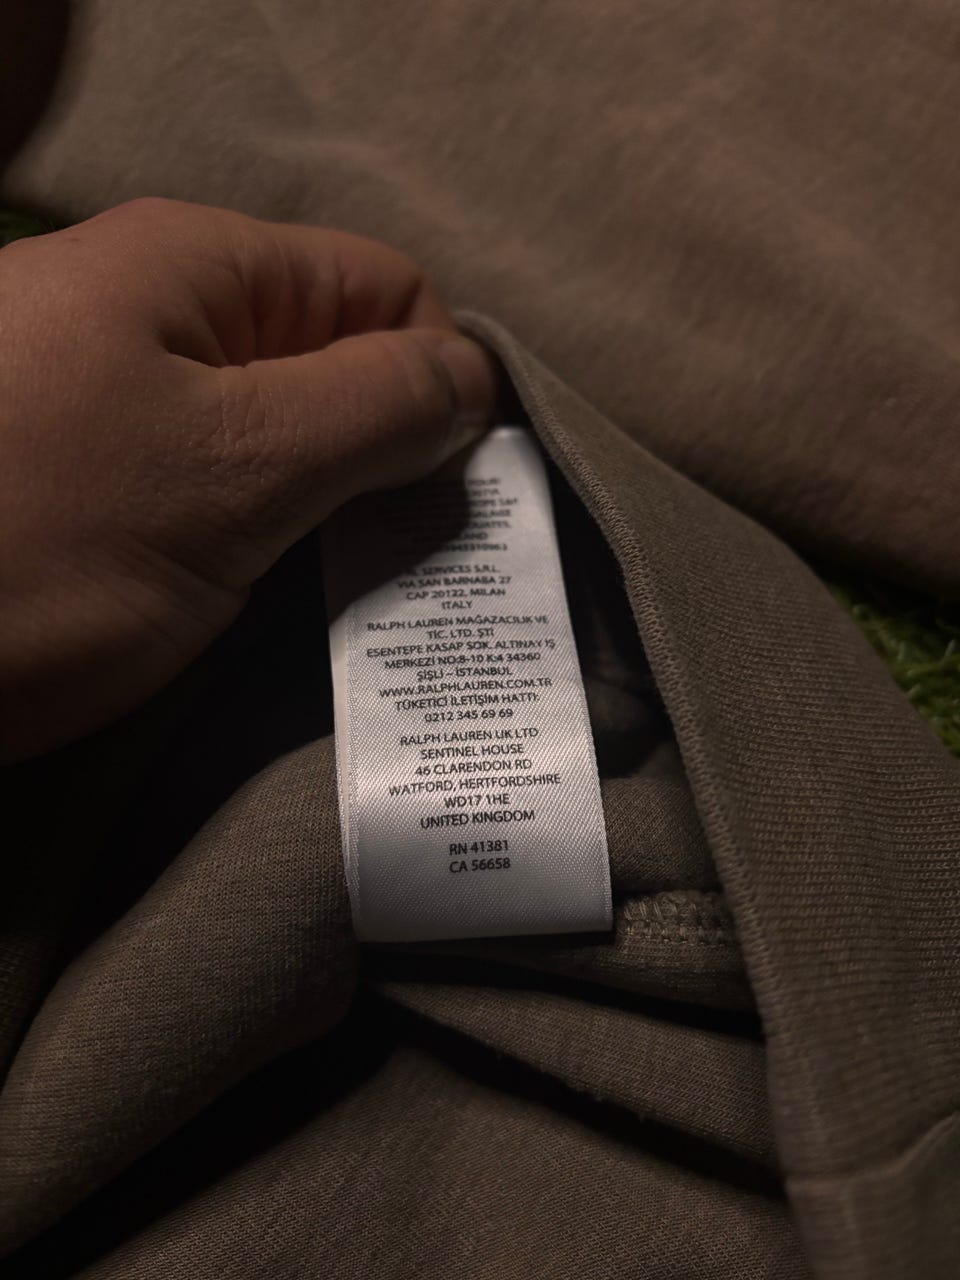 SERVICES S.R.L.
VIA SAN BARNABA 27
CAP 20122, MILAN
ITALY
RALPH LAUREN MAĞAZACILIK VE
TİC. LTD. ŞTİ
ESENTEPE KASAP SOK. ALTINAY İŞ
MERKEZİ NO:8-10 K:4 34360
ŞİŞLİ – İSTANBUL
WWW.RALPHLAUREN.COM.TR
TÜKETİCİ İLETİŞİM HATTI:
0212 345 69 69
RALPH LAUREN UK LTD
SENTINEL HOUSE
46 CLARENDON RD
WATFORD, HERTFORDSHIRE
WD17 1HE
UNITED KINGDOM
RN 41381
CA 56658